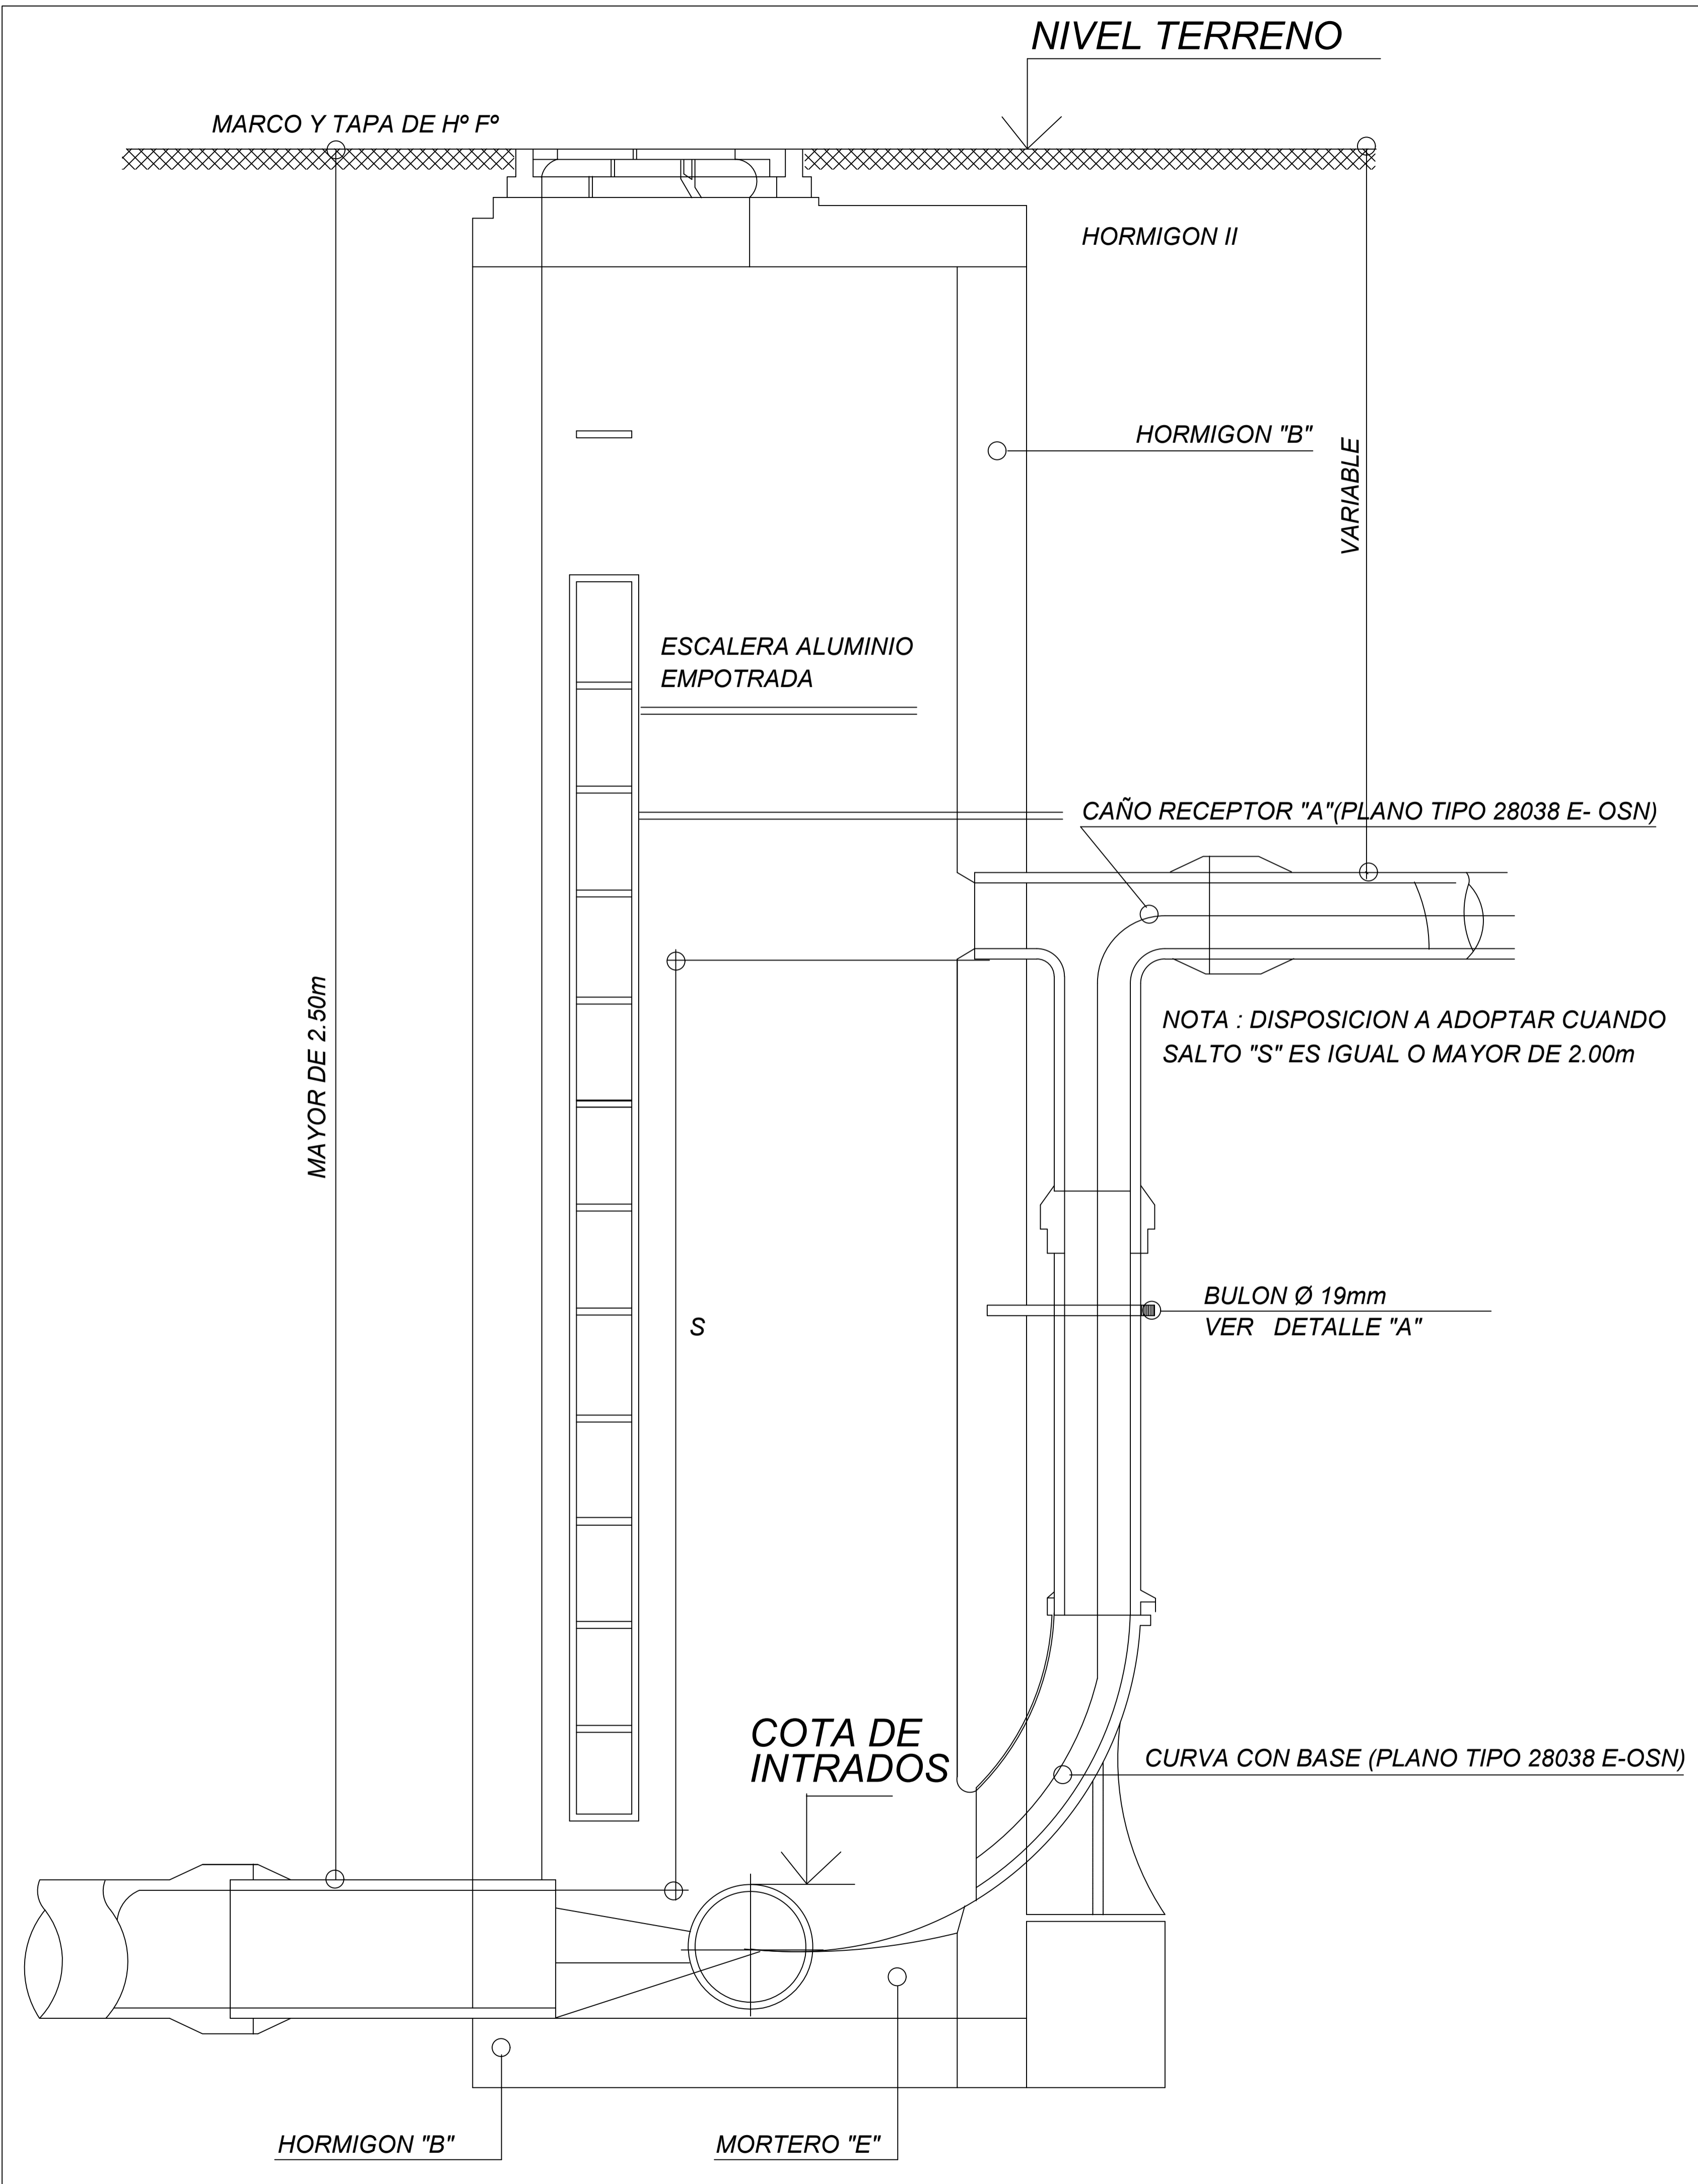 NIVEL TERRENO
MARCO Y TAPA DE Hº Fº
HORMIGON II
HORMIGON "B"
VARIABLE
ESCALERA ALUMINIO
EMPOTRADA
CAÑO RECEPTOR "A"(PLANO TIPO 28038 E- OSN)
MAYOR DE 2.50m
NOTA : DISPOSICION A ADOPTAR CUANDO
SALTO "S" ES IGUAL O MAYOR DE 2.00m
BULON Ø 19mm
VER DETALLE "A"
S
COTA DE
INTRADOS
CURVA CON BASE (PLANO TIPO 28038 E-OSN)
HORMIGON "B"
MORTERO "E"